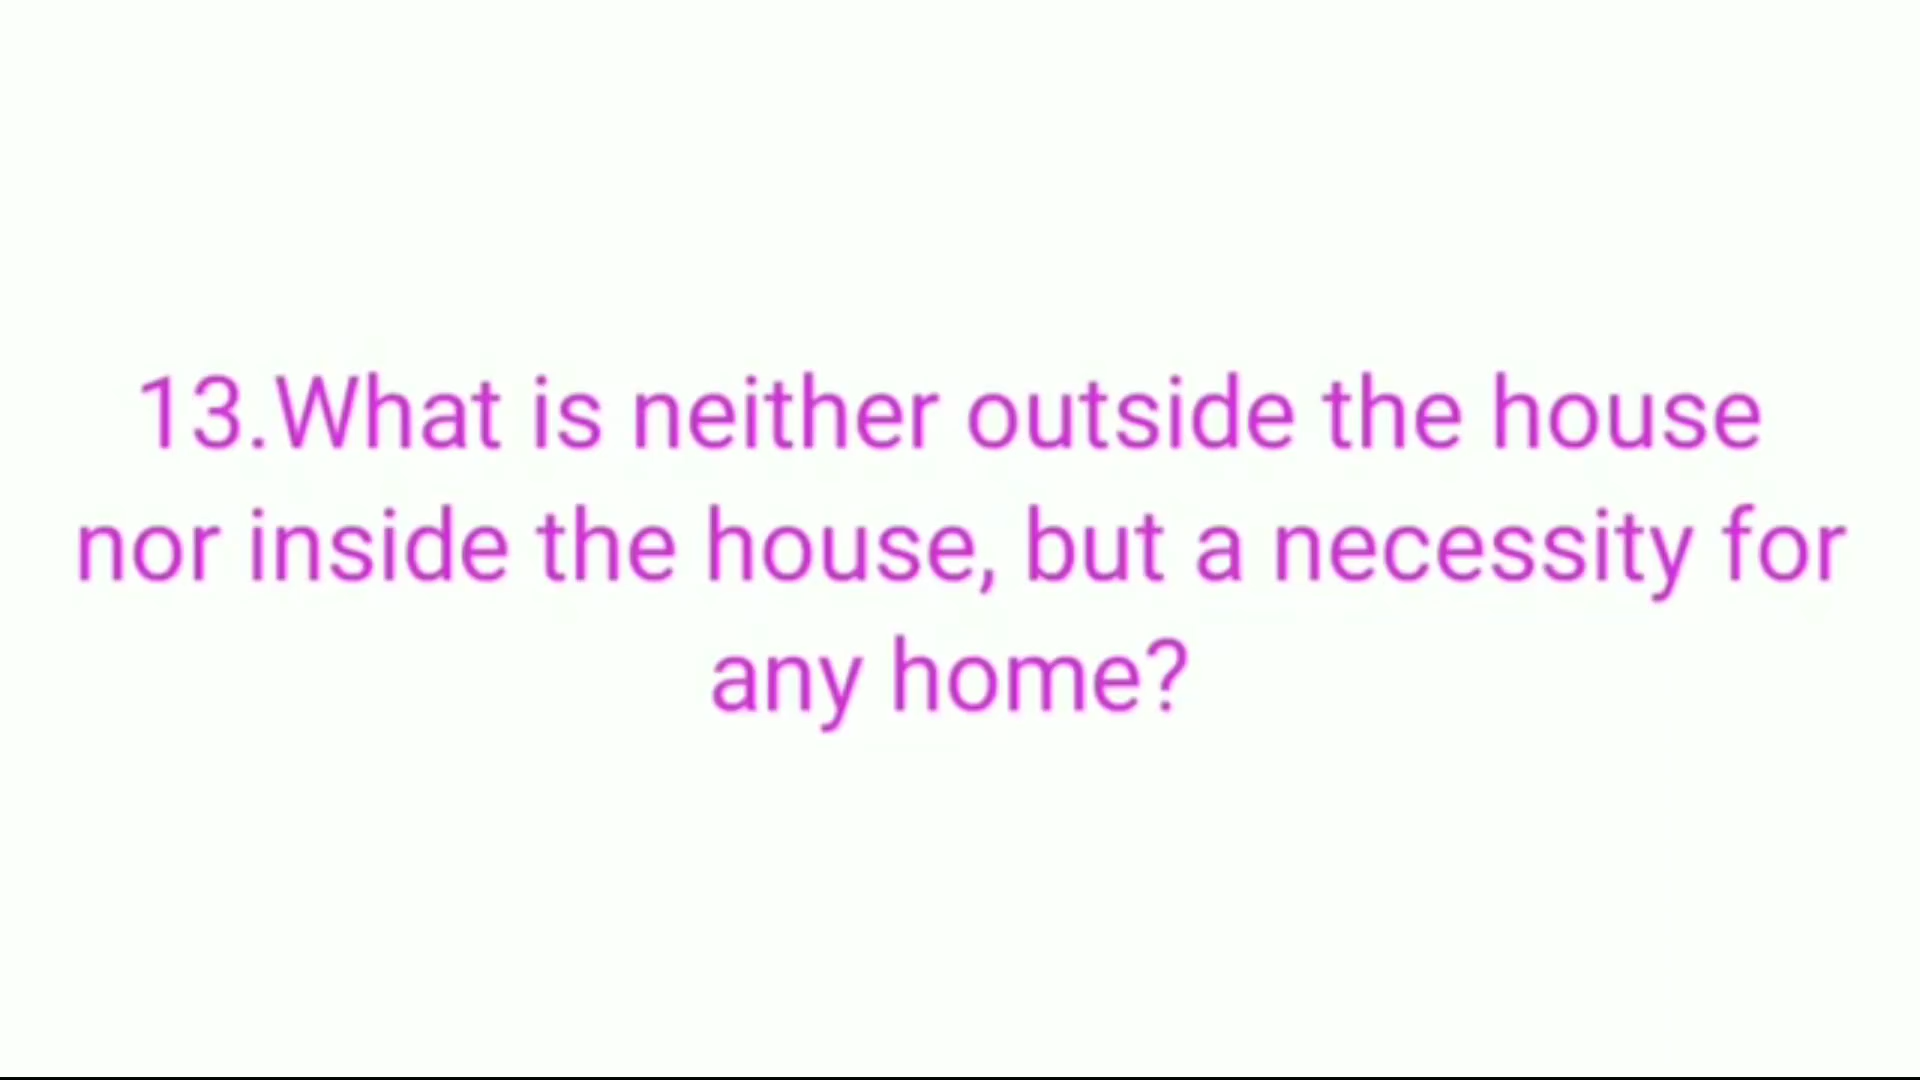 13.What is neither outside the house
nor inside the house, but a necessity for
any home?